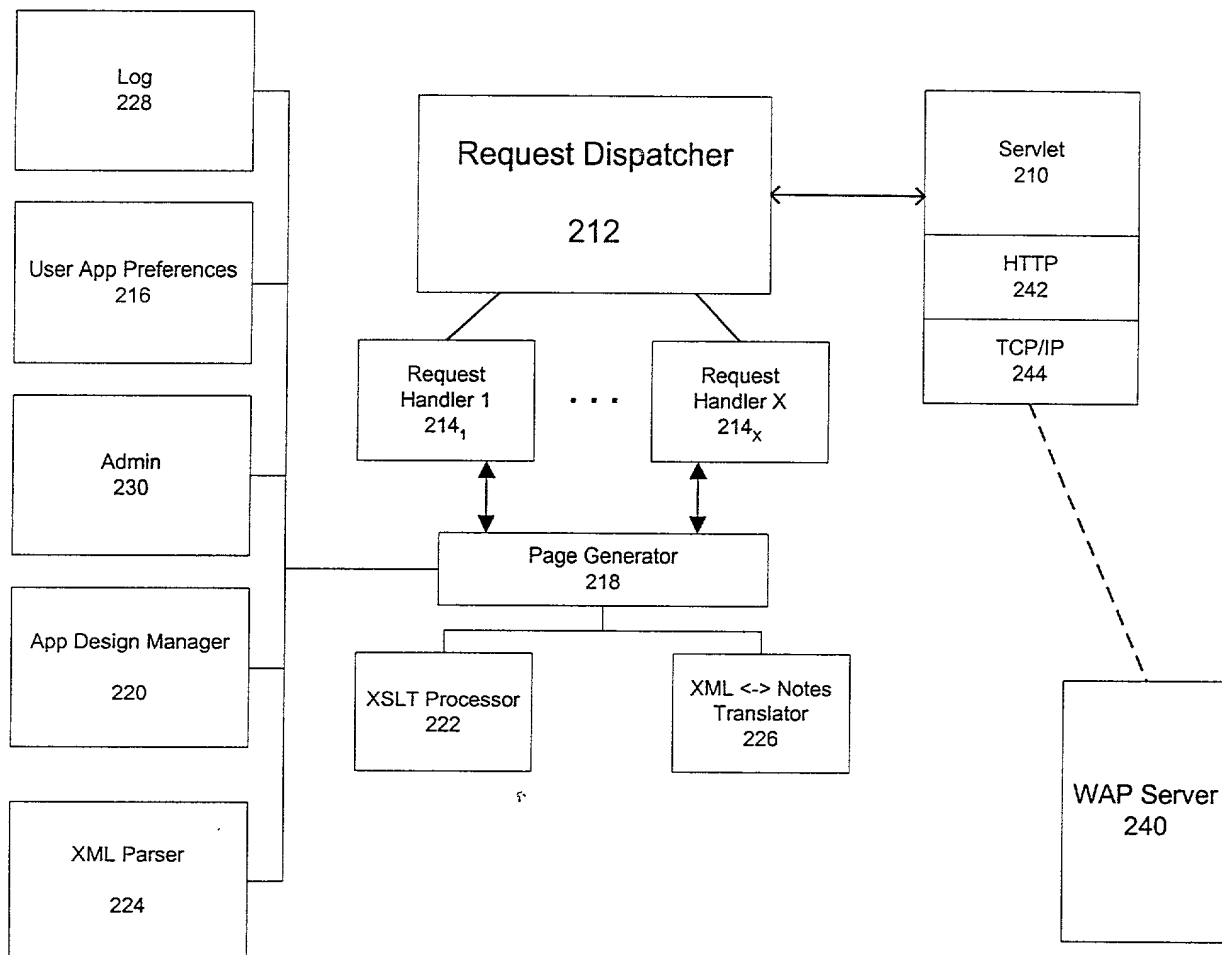 Log
228
User App Preferences
216
Admin
230
App Design Manager
220
XML Parser
224
Request Dispatcher
212
Request
Handler 1
214₁
. . .
Request
Handler X
214ₓ
Page Generator
218
XSLT Processor
222
XML <-> Notes
Translator
226
Servlet
210
HTTP
242
TCP/IP
244
WAP Server
240